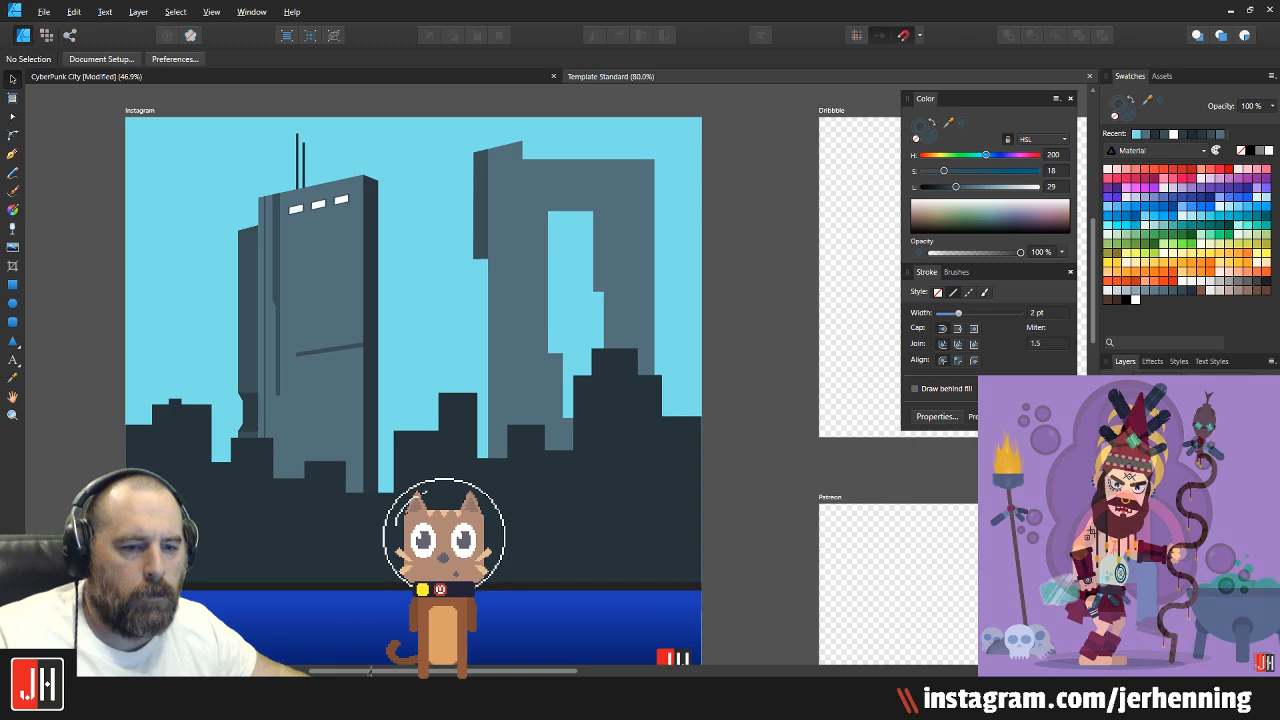 File Edit Text Layer Select View Window Help
No Selection Document Setup... Preferences...
CyberPunk City [Modified] (46.9%)
Template Standard (80.0%)
Instagram
Dribbble
Patreon
Color
HSL
H: 200
S: 18
L: 29
Opacity
100 %
Stroke Brushes
Style:
Width: 2 pt
Cap: Miter:
Join: 1.5
Align:
Draw behind fill
Properties...
Swatches Assets
Opacity: 100 %
Recent:
Material
Layers Effects Styles Text Styles
JH
JH
JH
\\ instagram.com/jerhenning